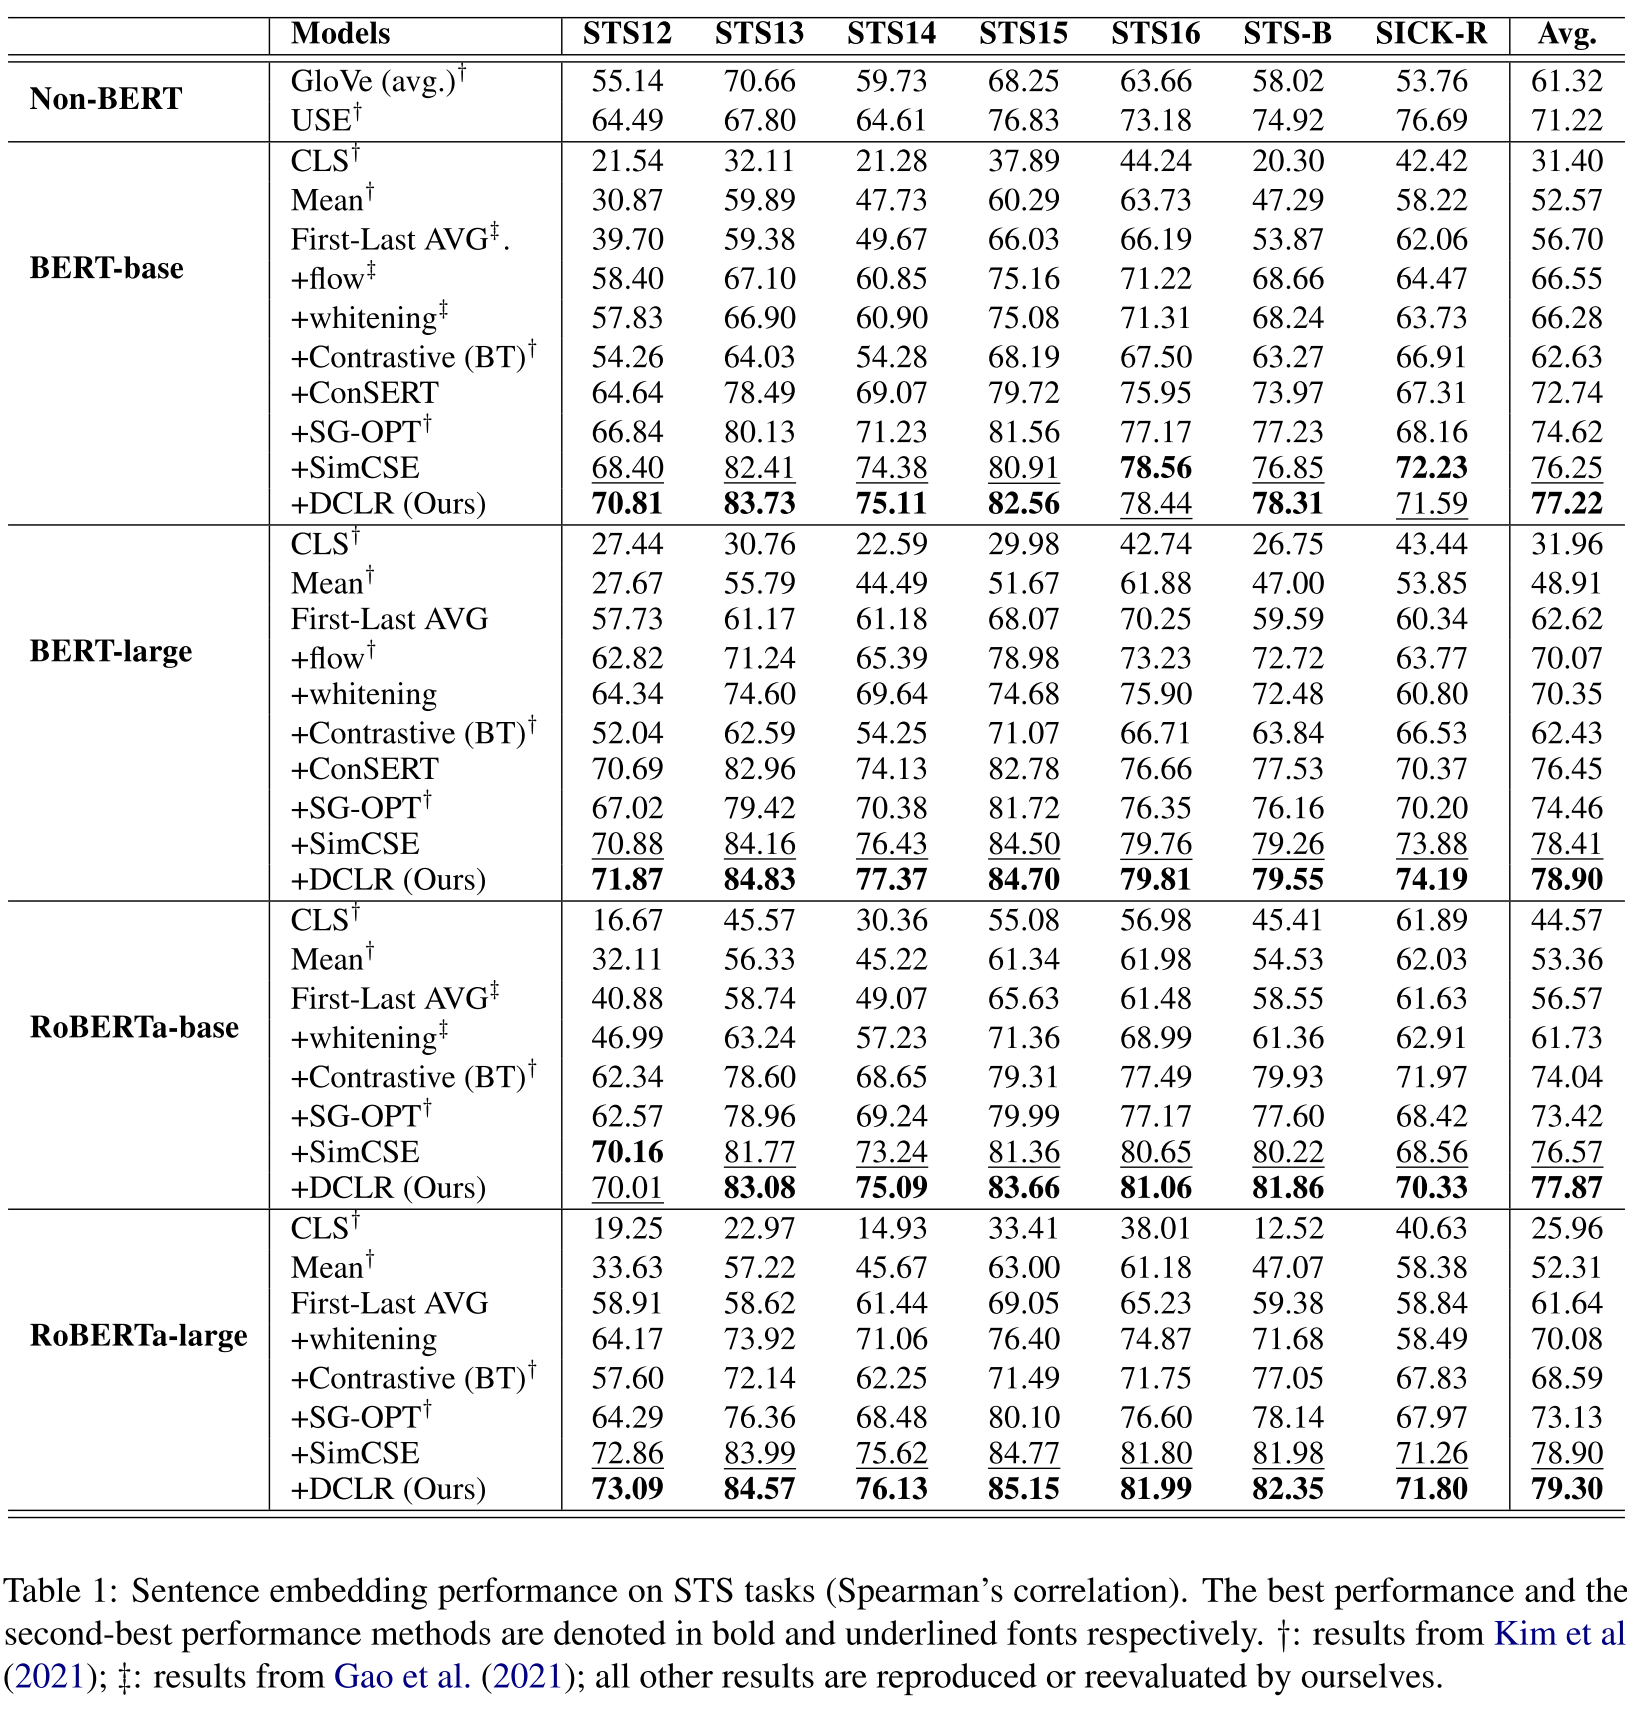 Models STS12 STS13 STS14 STS15 STS16 STS-B SICK-R Avg.
Non-BERT
GloVe (avg.)† 55.14 70.66 59.73 68.25 63.66 58.02 53.76 61.32
USE† 64.49 67.80 64.61 76.83 73.18 74.92 76.69 71.22
BERT-base
CLS† 21.54 32.11 21.28 37.89 44.24 20.30 42.42 31.40
Mean† 30.87 59.89 47.73 60.29 63.73 47.29 58.22 52.57
First-Last AVG‡. 39.70 59.38 49.67 66.03 66.19 53.87 62.06 56.70
+flow‡ 58.40 67.10 60.85 75.16 71.22 68.66 64.47 66.55
+whitening‡ 57.83 66.90 60.90 75.08 71.31 68.24 63.73 66.28
+Contrastive (BT)† 54.26 64.03 54.28 68.19 67.50 63.27 66.91 62.63
+ConSERT 64.64 78.49 69.07 79.72 75.95 73.97 67.31 72.74
+SG-OPT† 66.84 80.13 71.23 81.56 77.17 77.23 68.16 74.62
+SimCSE 68.40 82.41 74.38 80.91 78.56 76.85 72.23 76.25
+DCLR (Ours) 70.81 83.73 75.11 82.56 78.44 78.31 71.59 77.22
BERT-large
CLS† 27.44 30.76 22.59 29.98 42.74 26.75 43.44 31.96
Mean† 27.67 55.79 44.49 51.67 61.88 47.00 53.85 48.91
First-Last AVG 57.73 61.17 61.18 68.07 70.25 59.59 60.34 62.62
+flow† 62.82 71.24 65.39 78.98 73.23 72.72 63.77 70.07
+whitening 64.34 74.60 69.64 74.68 75.90 72.48 60.80 70.35
+Contrastive (BT)† 52.04 62.59 54.25 71.07 66.71 63.84 66.53 62.43
+ConSERT 70.69 82.96 74.13 82.78 76.66 77.53 70.37 76.45
+SG-OPT† 67.02 79.42 70.38 81.72 76.35 76.16 70.20 74.46
+SimCSE 70.88 84.16 76.43 84.50 79.76 79.26 73.88 78.41
+DCLR (Ours) 71.87 84.83 77.37 84.70 79.81 79.55 74.19 78.90
RoBERTa-base
CLS† 16.67 45.57 30.36 55.08 56.98 45.41 61.89 44.57
Mean† 32.11 56.33 45.22 61.34 61.98 54.53 62.03 53.36
First-Last AVG‡ 40.88 58.74 49.07 65.63 61.48 58.55 61.63 56.57
+whitening‡ 46.99 63.24 57.23 71.36 68.99 61.36 62.91 61.73
+Contrastive (BT)† 62.34 78.60 68.65 79.31 77.49 79.93 71.97 74.04
+SG-OPT† 62.57 78.96 69.24 79.99 77.17 77.60 68.42 73.42
+SimCSE 70.16 81.77 73.24 81.36 80.65 80.22 68.56 76.57
+DCLR (Ours) 70.01 83.08 75.09 83.66 81.06 81.86 70.33 77.87
RoBERTa-large
CLS† 19.25 22.97 14.93 33.41 38.01 12.52 40.63 25.96
Mean† 33.63 57.22 45.67 63.00 61.18 47.07 58.38 52.31
First-Last AVG 58.91 58.62 61.44 69.05 65.23 59.38 58.84 61.64
+whitening 64.17 73.92 71.06 76.40 74.87 71.68 58.49 70.08
+Contrastive (BT)† 57.60 72.14 62.25 71.49 71.75 77.05 67.83 68.59
+SG-OPT† 64.29 76.36 68.48 80.10 76.60 78.14 67.97 73.13
+SimCSE 72.86 83.99 75.62 84.77 81.80 81.98 71.26 78.90
+DCLR (Ours) 73.09 84.57 76.13 85.15 81.99 82.35 71.80 79.30
Table 1: Sentence embedding performance on STS tasks (Spearman's correlation). The best performance and the
second-best performance methods are denoted in bold and underlined fonts respectively. †: results from Kim et al
(2021); ‡: results from Gao et al. (2021); all other results are reproduced or reevaluated by ourselves.